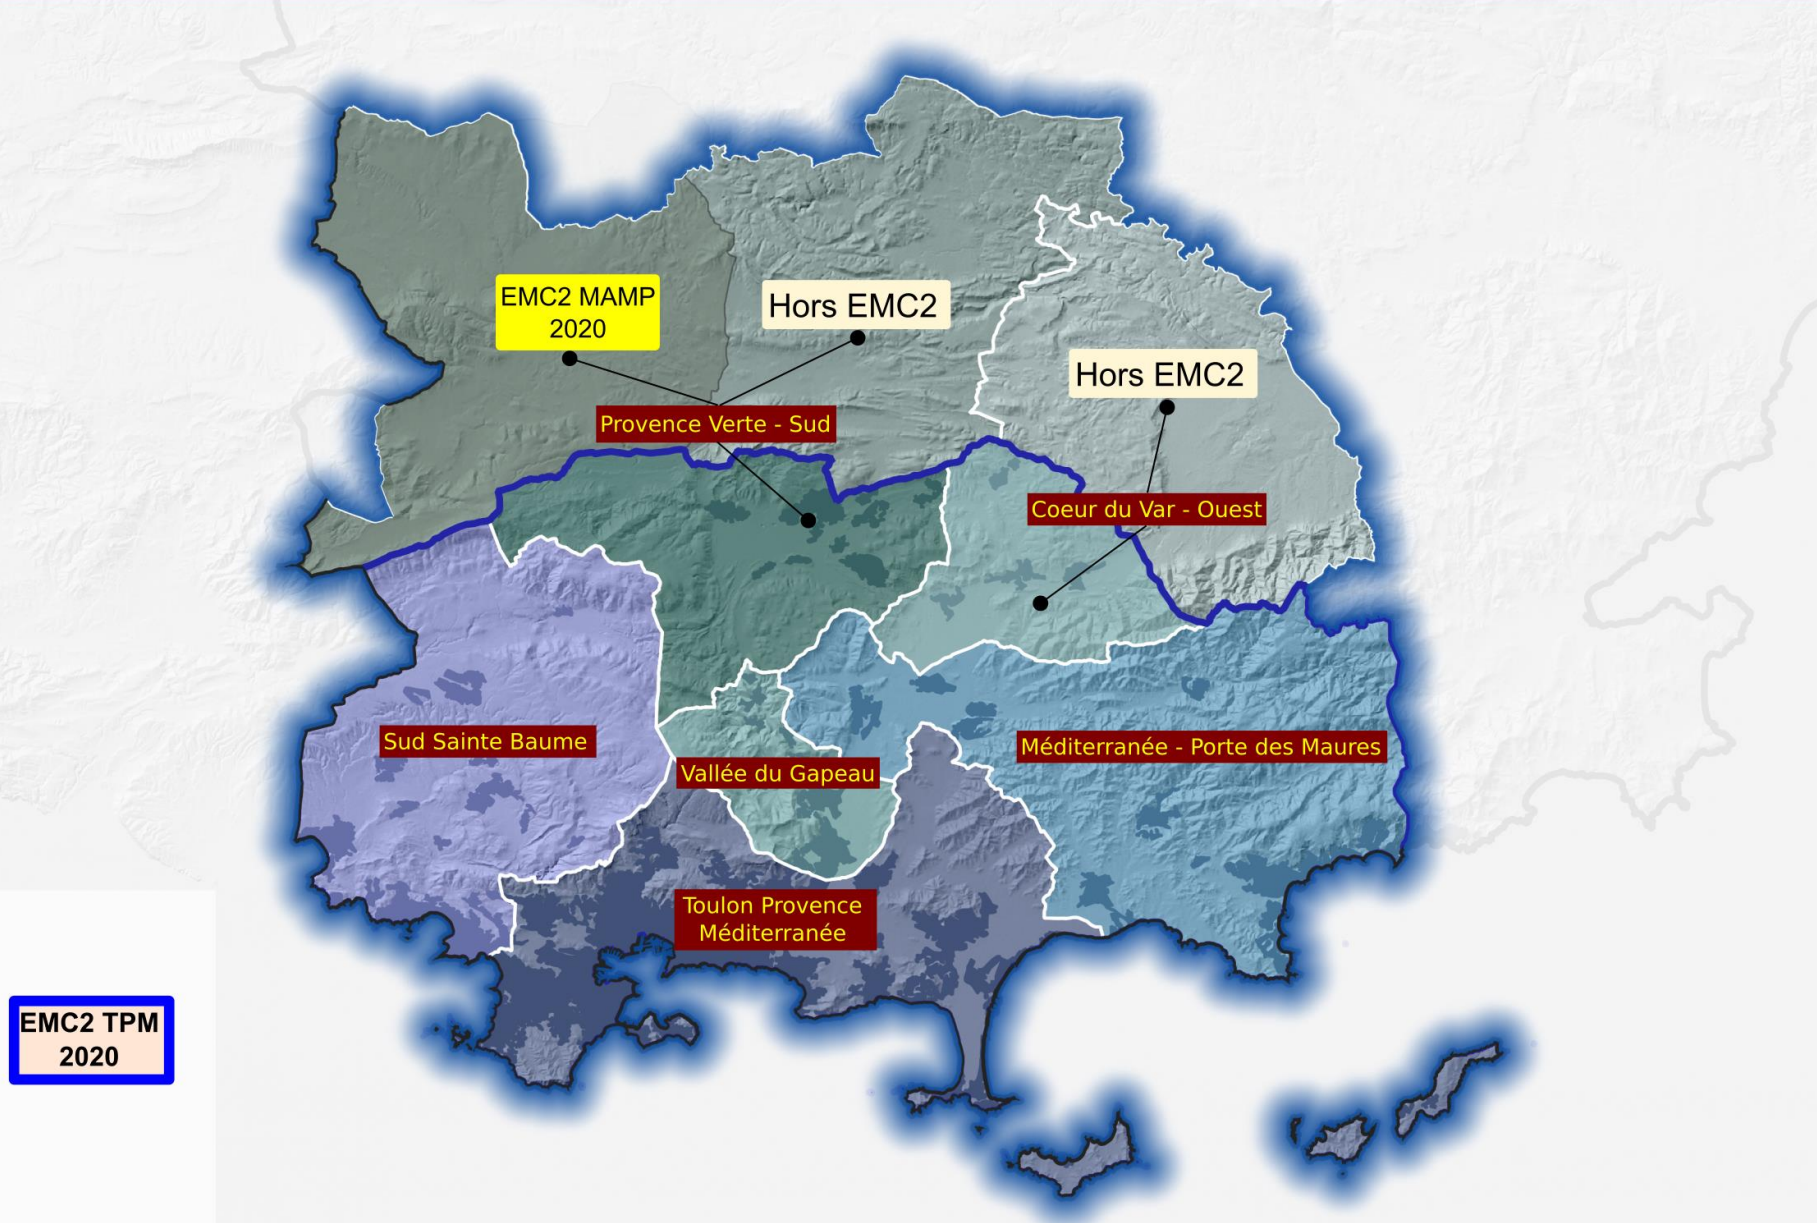 EMC2 MAMP
2020
Hors EMC2
Hors EMC2
Provence Verte - Sud
Coeur du Var - Ouest
Sud Sainte Baume
Vallée du Gapeau
Méditerranée - Porte des Maures
Toulon Provence
Méditerranée
EMC2 TPM
2020